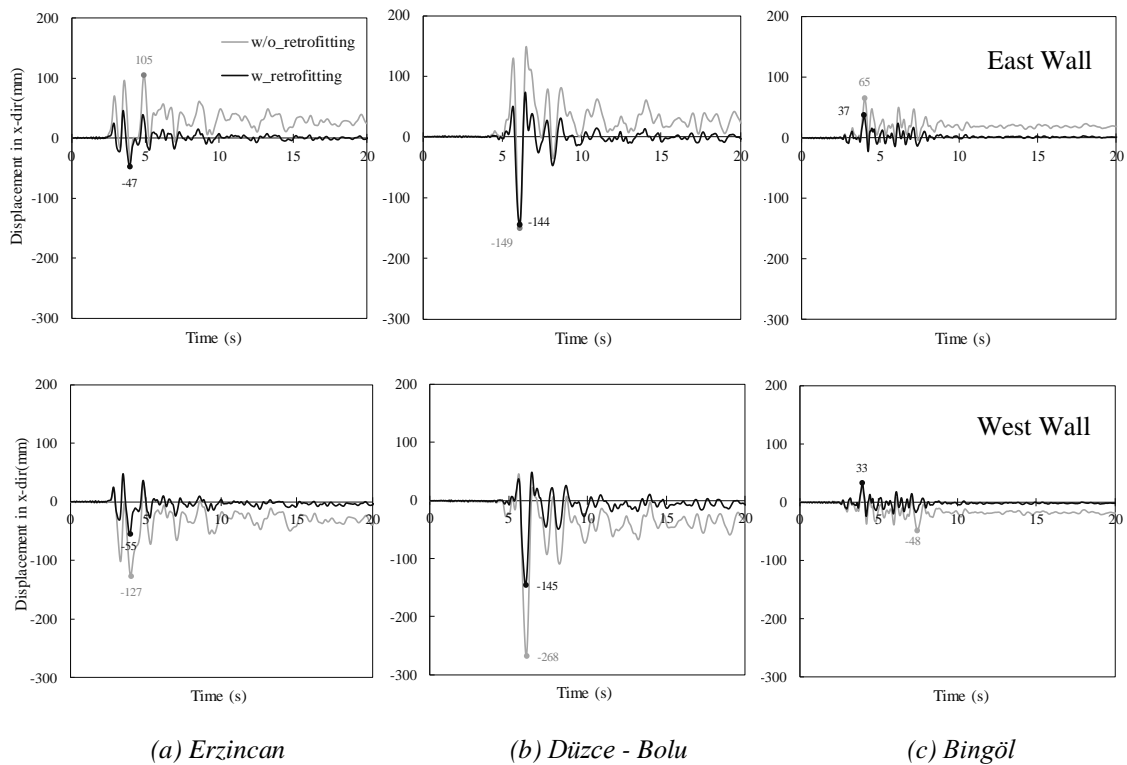 200
100
0
-100
-200
-300
0 5 10 15 20
Displacement in x-dir(mm)
Time (s)
w/o_retrofitting
w_retrofitting
105
-47
200
100
0
-100
-200
-300
0 5 10 15 20
Time (s)
-144
-149
200
100
0
-100
-200
-300
0 5 10 15 20
Time (s)
East Wall
65
37
200
100
0
-100
-200
-300
0 5 10 15 20
Displacement in x-dir(mm)
Time (s)
-55
-127
200
100
0
-100
-200
-300
0 5 10 15 20
Time (s)
-145
-268
200
100
0
-100
-200
-300
0 5 10 15 20
Time (s)
West Wall
33
-48
(a) Erzincan
(b) Düzce - Bolu
(c) Bingöl